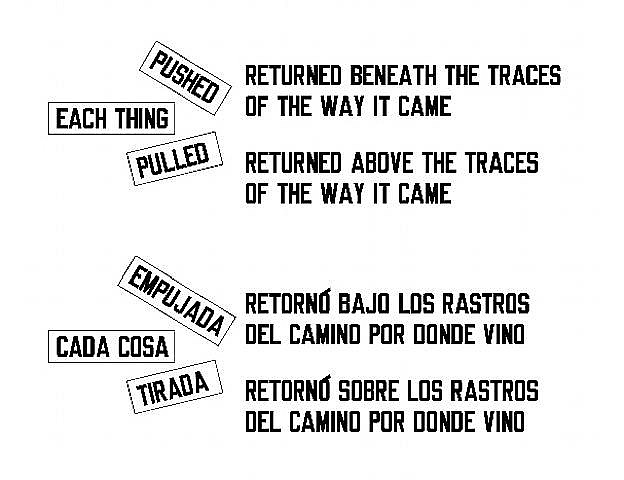 PUSHED
RETURNED BENEATH THE TRACES
OF THE WAY IT CAME
EACH THING
PULLED
RETURNED ABOVE THE TRACES
OF THE WAY IT CAME
EMPUJADA
RETORNÓ BAJO LOS RASTROS
DEL CAMINO POR DONDE VINO
CADA COSA
TIRADA
RETORNÓ SOBRE LOS RASTROS
DEL CAMINO POR DONDE VINO